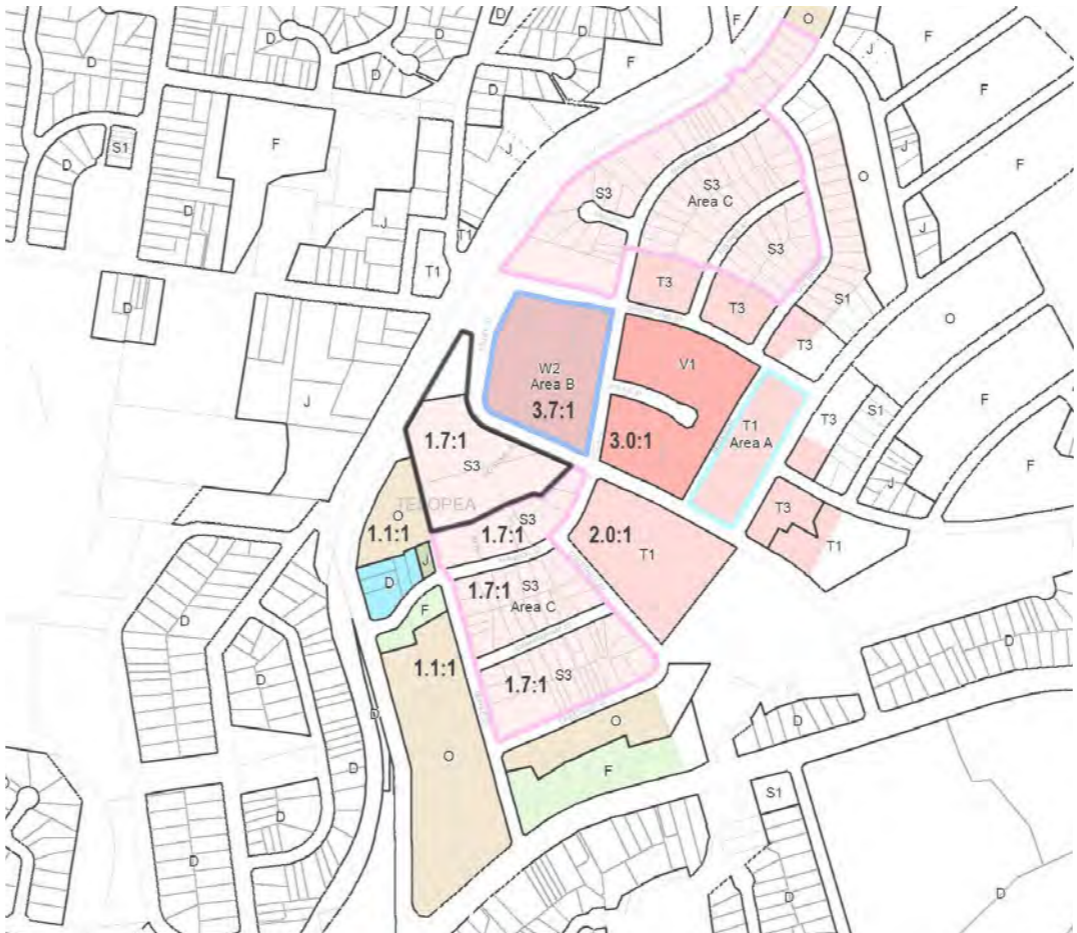 D
D
D
F
O
J
F
D
D
D
F
F
S1
D
F
J
S3
S3
Area C
J
O
F
D
J
T1
T1
S3
J
T3
T3
S1
O
D
T3
V1
F
W2
Area B
3.7:1
J
T1
Area A
T3
S1
F
1.7:1
S3
3.0:1
J
F
TELOPEA
O
1.1:1
S3
1.7:1
2.0:1
T1
T3
T1
J
D
F
1.7:1
S3
Area C
D
D
D
1.1:1
1.7:1
S3
D
O
D
O
F
D
S1
D
D
D
D